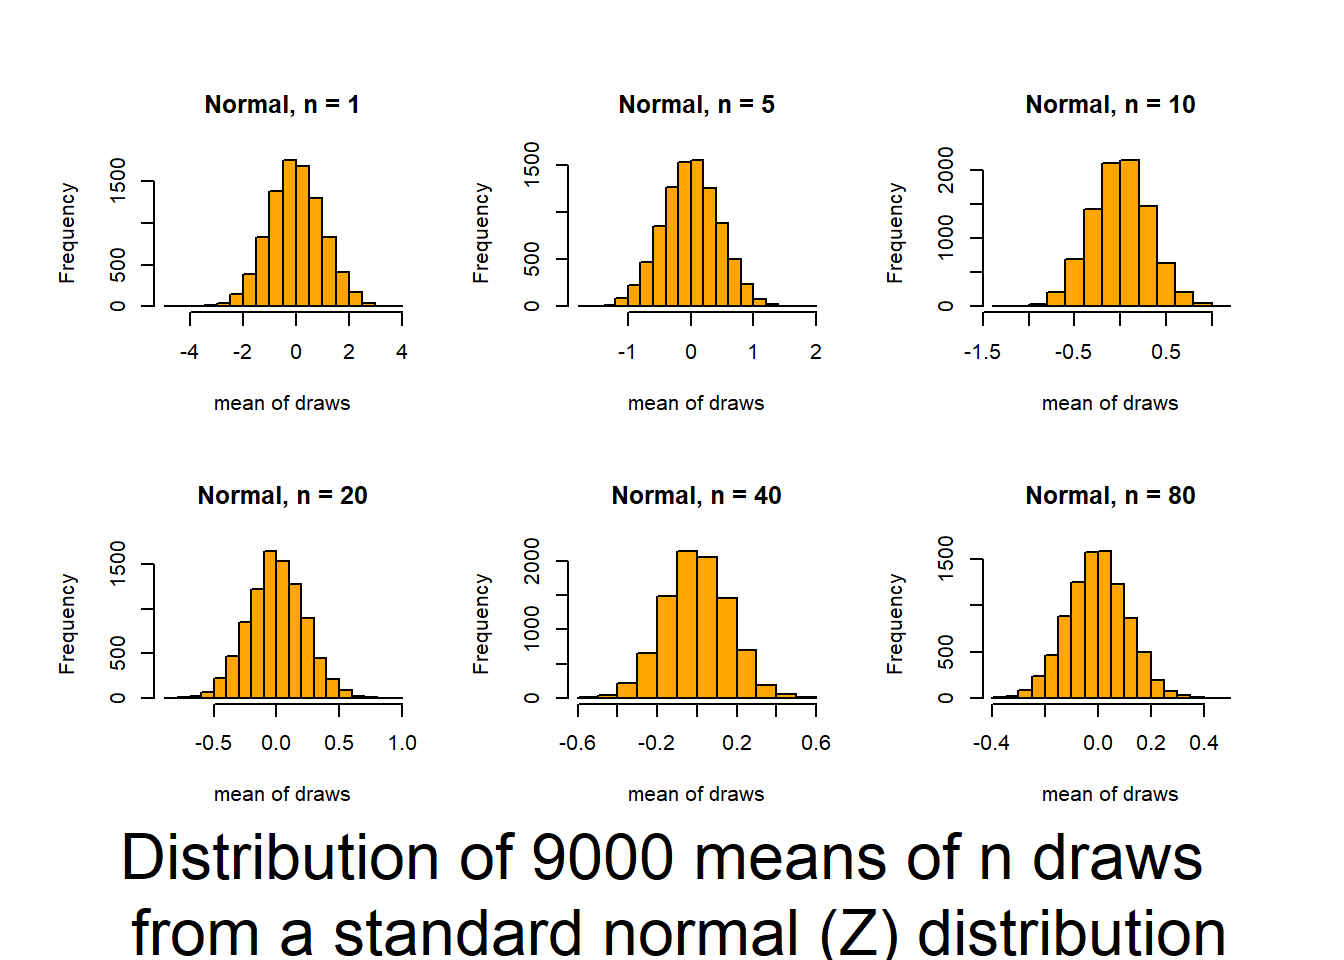 Normal, n = 1
Frequency
0 500 1500
-4 -2 0 2 4
mean of draws
Normal, n = 5
Frequency
0 500 1500
-1 0 1 2
mean of draws
Normal, n = 10
Frequency
0 1000 2000
-1.5 -0.5 0.5
mean of draws
Normal, n = 20
Frequency
0 500 1500
-0.5 0.0 0.5 1.0
mean of draws
Normal, n = 40
Frequency
0 1000 2000
-0.6 -0.2 0.2 0.6
mean of draws
Normal, n = 80
Frequency
0 500 1500
-0.4 0.0 0.2 0.4
mean of draws
Distribution of 9000 means of n draws
from a standard normal (Z) distribution